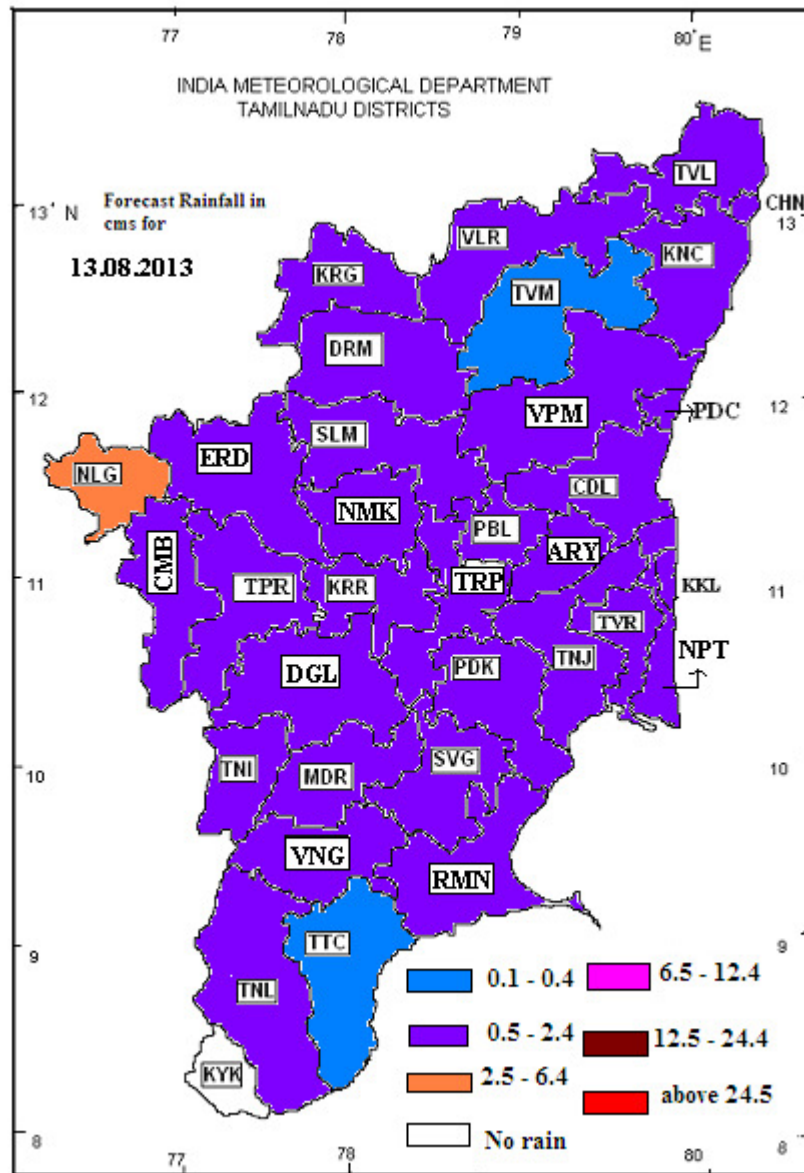 77 78 79 80° E
INDIA METEOROLOGICAL DEPARTMENT
TAMILNADU DISTRICTS
TVL
Forecast Rainfall in
cms for
13° N
CHN
13
VLR
KNC
13.08.2013
KRG
TVM
DRM
12
12
VPM
PDC
SLM
ERD
NLG
CDL
NMK
PBL
ARY
CMB
11
TPR
KRR
TRP
KKL
11
TVR
NPT
DGL
PDK
TNJ
10
TNI
MDR
SVG
10
VNG
RMN
9
TTC
9
0.1 - 0.4
6.5 - 12.4
TNL
0.5 - 2.4
12.5 - 24.4
KYK
2.5 - 6.4
above 24.5
8
No rain
8°
77 78 80